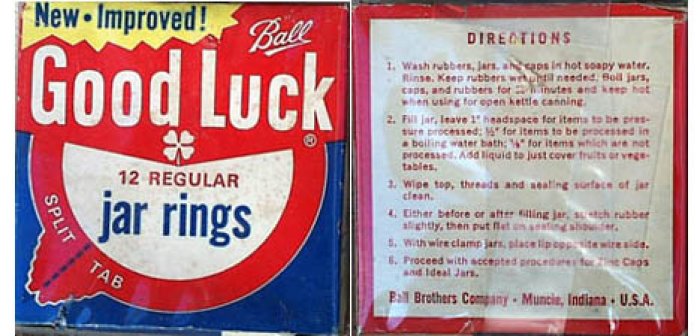 New · Improved!
Ball
Good Luck
®
12 REGULAR
jar rings
SPLIT
TAB
DIRECTIONS
1. Wash rubbers, jars, and caps in hot soapy water.
Rinse. Keep rubbers wet until needed. Boil jars,
caps, and rubbers for minutes and keep hot
when using for open kettle canning.
2. Fill jar, leave 1" headspace for items to be pres-
sure processed; ½" for items to be processed in
a boiling water bath; for items which are not
processed. Add liquid to just cover fruits or vege-
tables.
3. Wipe top, threads and sealing surface of jar
clean.
4. Either before or after filling jar, stretch rubber
slightly, then put flat on sealing shoulder.
5. With wire clamp jars, place lip opposite wire side.
6. Proceed with accepted procedures for Zinc Caps
and Ideal Jars.
Ball Brothers Company · Muncie, Indiana · U.S.A.